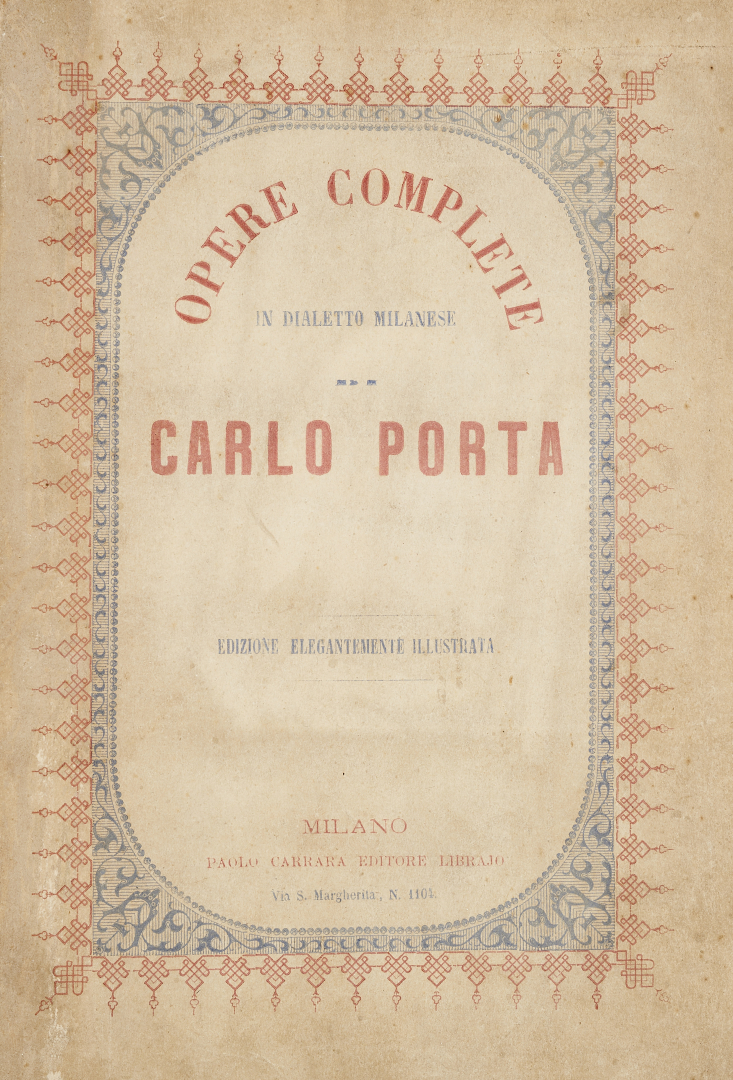 OPERE COMPLETE
IN DIALETTO MILANESE
CARLO PORTA
EDIZIONE ELEGANTEMENTE ILLUSTRATA.
MILANO
PAOLO CARRARA EDITORE LIBRAJO
Via S. Margherita, N. 1104.